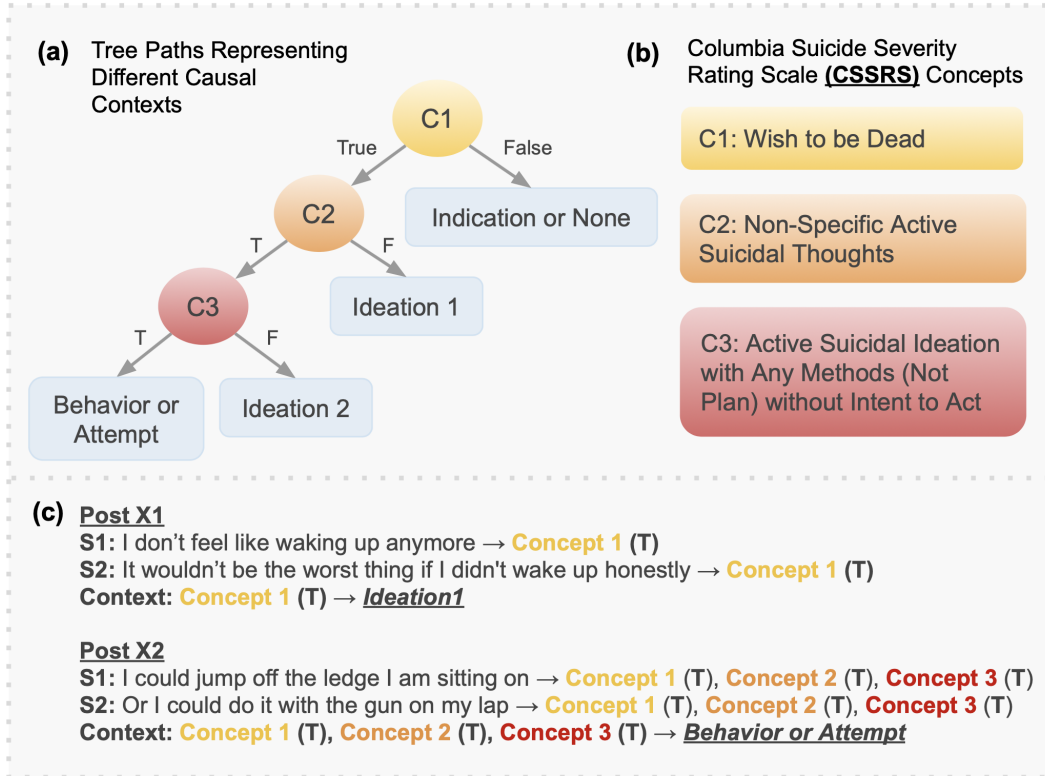 (a) Tree Paths Representing
Different Causal
Contexts
C1
True
False
C2
Indication or None
T
F
C3
Ideation 1
T
F
Behavior or
Attempt
Ideation 2
(b) Columbia Suicide Severity
Rating Scale (CSSRS) Concepts
C1: Wish to be Dead
C2: Non-Specific Active
Suicidal Thoughts
C3: Active Suicidal Ideation
with Any Methods (Not
Plan) without Intent to Act
(c) Post X1
S1: I don’t feel like waking up anymore → Concept 1 (T)
S2: It wouldn’t be the worst thing if I didn't wake up honestly → Concept 1 (T)
Context: Concept 1 (T) → Ideation1
Post X2
S1: I could jump off the ledge I am sitting on → Concept 1 (T), Concept 2 (T), Concept 3 (T)
S2: Or I could do it with the gun on my lap → Concept 1 (T), Concept 2 (T), Concept 3 (T)
Context: Concept 1 (T), Concept 2 (T), Concept 3 (T) → Behavior or Attempt